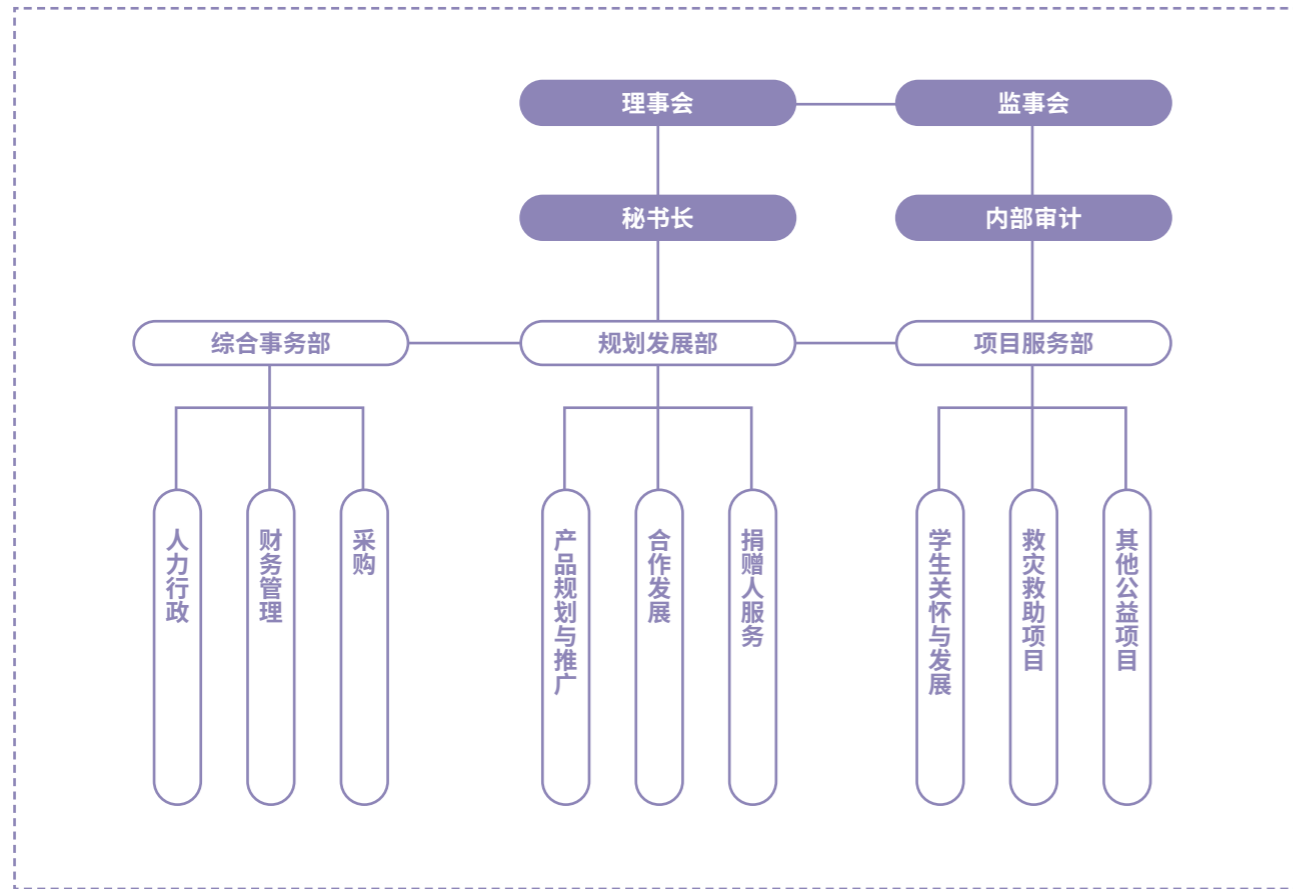 理事会
监事会
秘书长
内部审计
综合事务部
规划发展部
项目服务部
人力行政
财务管理
采购
产品规划与推广
合作发展
捐赠人服务
学生关怀与发展
救灾救助项目
其他公益项目